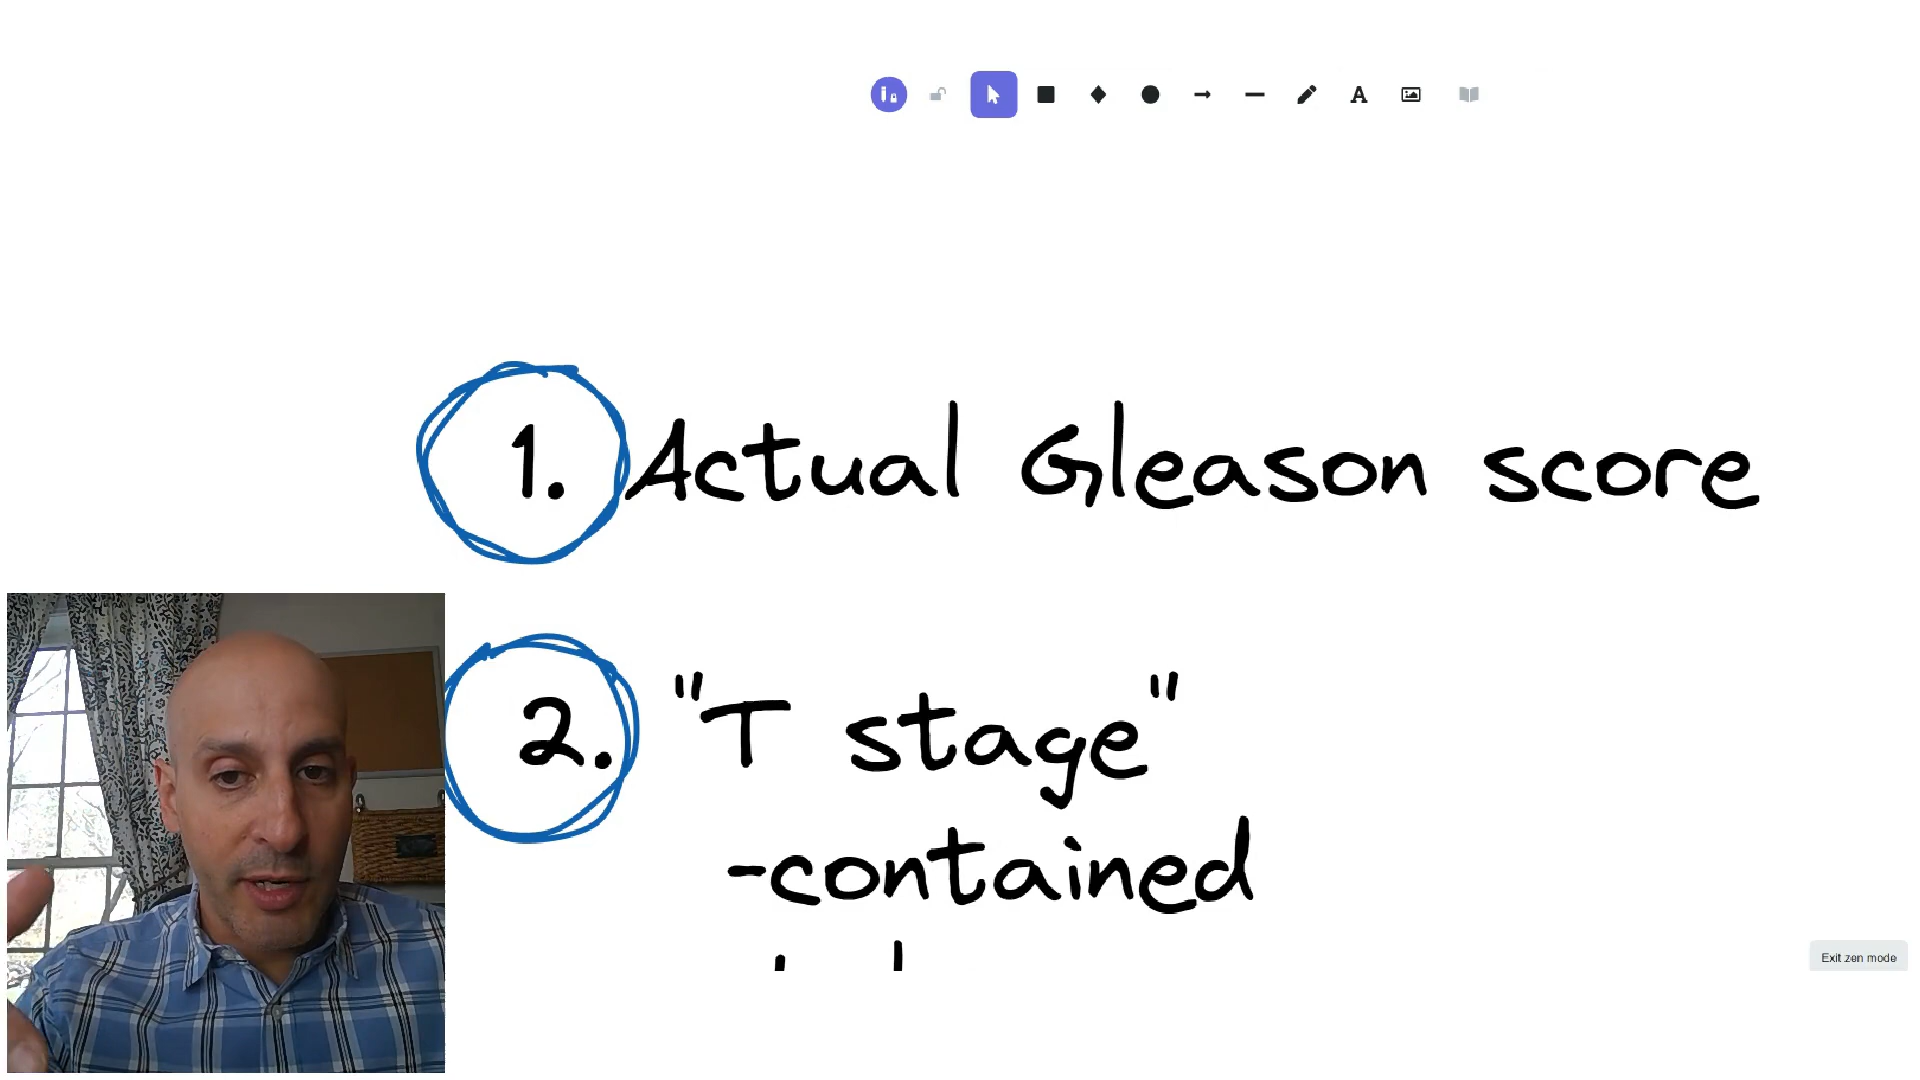 A
1. Actual Gleason score
2. "T stage"
-contained
Exit zen mode